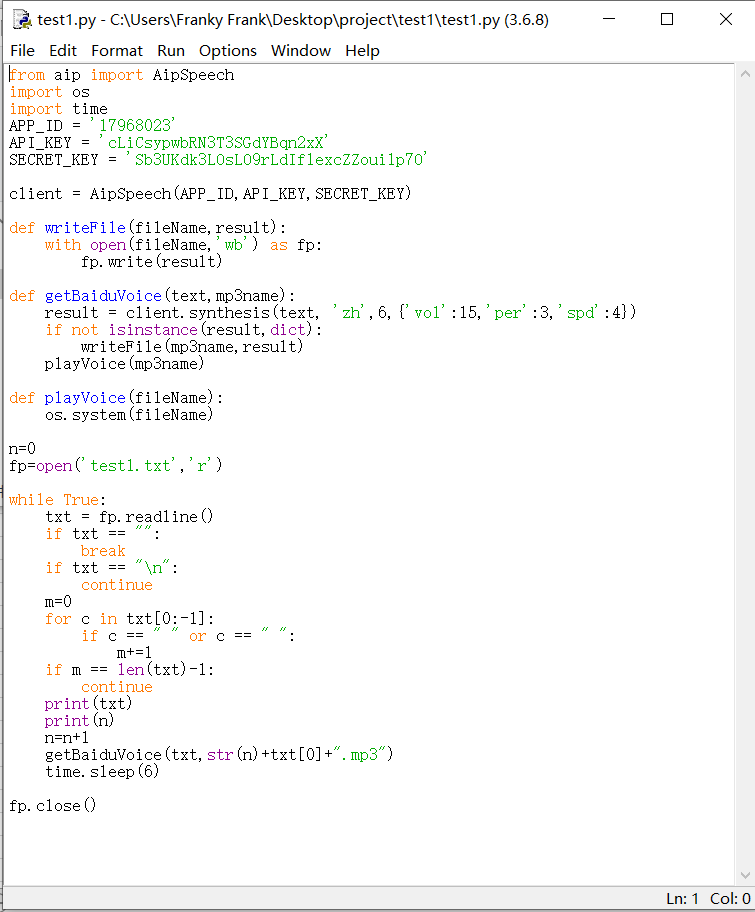 test1.py - C:\Users\Franky Frank\Desktop\project\test1\test1.py (3.6.8)
File Edit Format Run Options Window Help
from aip import AipSpeech
import os
import time
APP_ID = '17968023'
API_KEY = 'cLiCsypwbRN3T3SGdYBqn2xX'
SECRET_KEY = 'Sb3UKdk3L0sL09rLdIf1excZZoui1p70'
client = AipSpeech(APP_ID,API_KEY,SECRET_KEY)
def writeFile(fileName,result):
    with open(fileName,'wb') as fp:
        fp.write(result)
def getBaiduVoice(text,mp3name):
    result = client.synthesis(text, 'zh',6,{'vol':15,'per':3,'spd':4})
    if not isinstance(result,dict):
        writeFile(mp3name,result)
    playVoice(mp3name)
def playVoice(fileName):
    os.system(fileName)
n=0
fp=open('test1.txt','r')
while True:
    txt = fp.readline()
    if txt == "":
        break
    if txt == "\n":
        continue
    m=0
    for c in txt[0:-1]:
        if c == " " or c == " ":
            m+=1
    if m == len(txt)-1:
        continue
    print(txt)
    print(n)
    n=n+1
    getBaiduVoice(txt,str(n)+txt[0]+".mp3")
    time.sleep(6)
fp.close()
Ln: 1 Col: 0